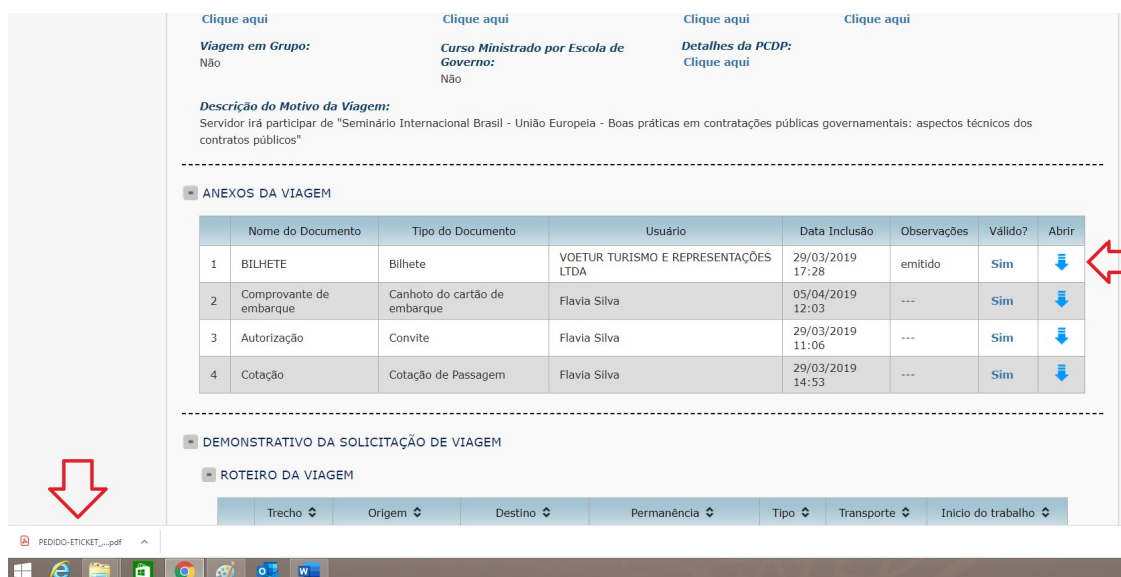 Clique aqui Clique aqui Clique aqui Clique aqui
Viagem em Grupo: Curso Ministrado por Escola de Detalhes da PCDP:
Não Governo: Clique aqui
Não
Descrição do Motivo da Viagem:
Servidor irá participar de "Seminário Internacional Brasil - União Europeia - Boas práticas em contratações públicas governamentais: aspectos técnicos dos
contratos públicos"
ANEXOS DA VIAGEM
Nome do Documento Tipo do Documento Usuário Data Inclusão Observações Válido? Abrir
1 BILHETE Bilhete VOETUR TURISMO E REPRESENTAÇÕES LTDA 29/03/2019 17:28 emitido Sim
2 Comprovante de embarque Canhoto do cartão de embarque Flavia Silva 05/04/2019 12:03 --- Sim
3 Autorização Convite Flavia Silva 29/03/2019 11:06 --- Sim
4 Cotação Cotação de Passagem Flavia Silva 29/03/2019 14:53 --- Sim
DEMONSTRATIVO DA SOLICITAÇÃO DE VIAGEM
ROTEIRO DA VIAGEM
Trecho Origem Destino Permanência Tipo Transporte Inicio do trabalho
PEDIDO-ETICKET_....pdf